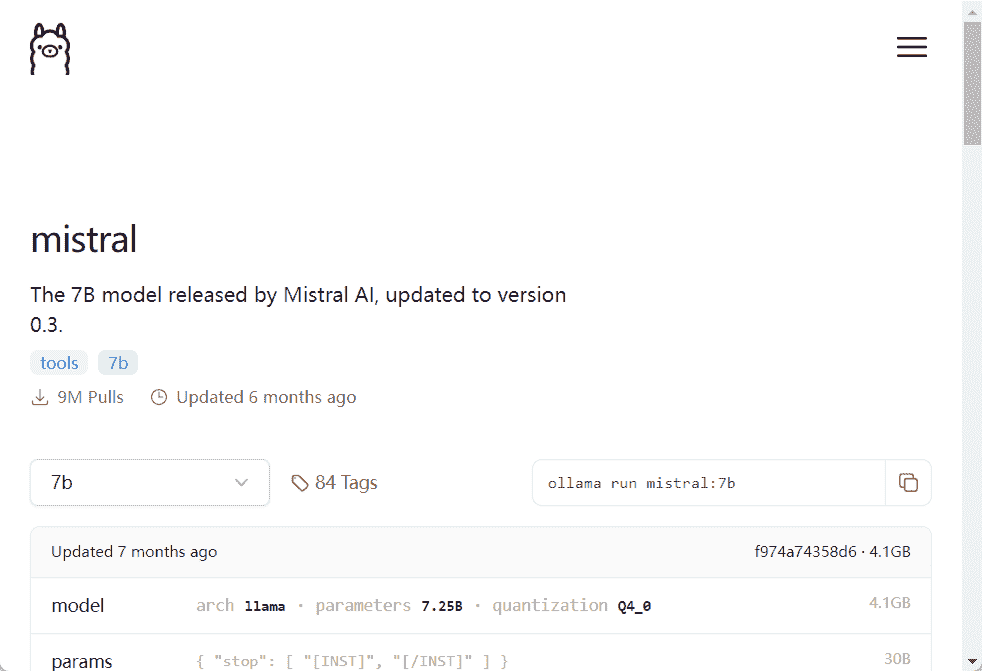 mistral
The 7B model released by Mistral AI, updated to version
0.3.
tools 7b
9M Pulls Updated 6 months ago
7b 84 Tags ollama run mistral:7b
Updated 7 months ago f974a74358d6 · 4.1GB
model arch llama · parameters 7.25B · quantization Q4_0 4.1GB
params { "stop": [ "[INST]", "[/INST]" ] } 30B